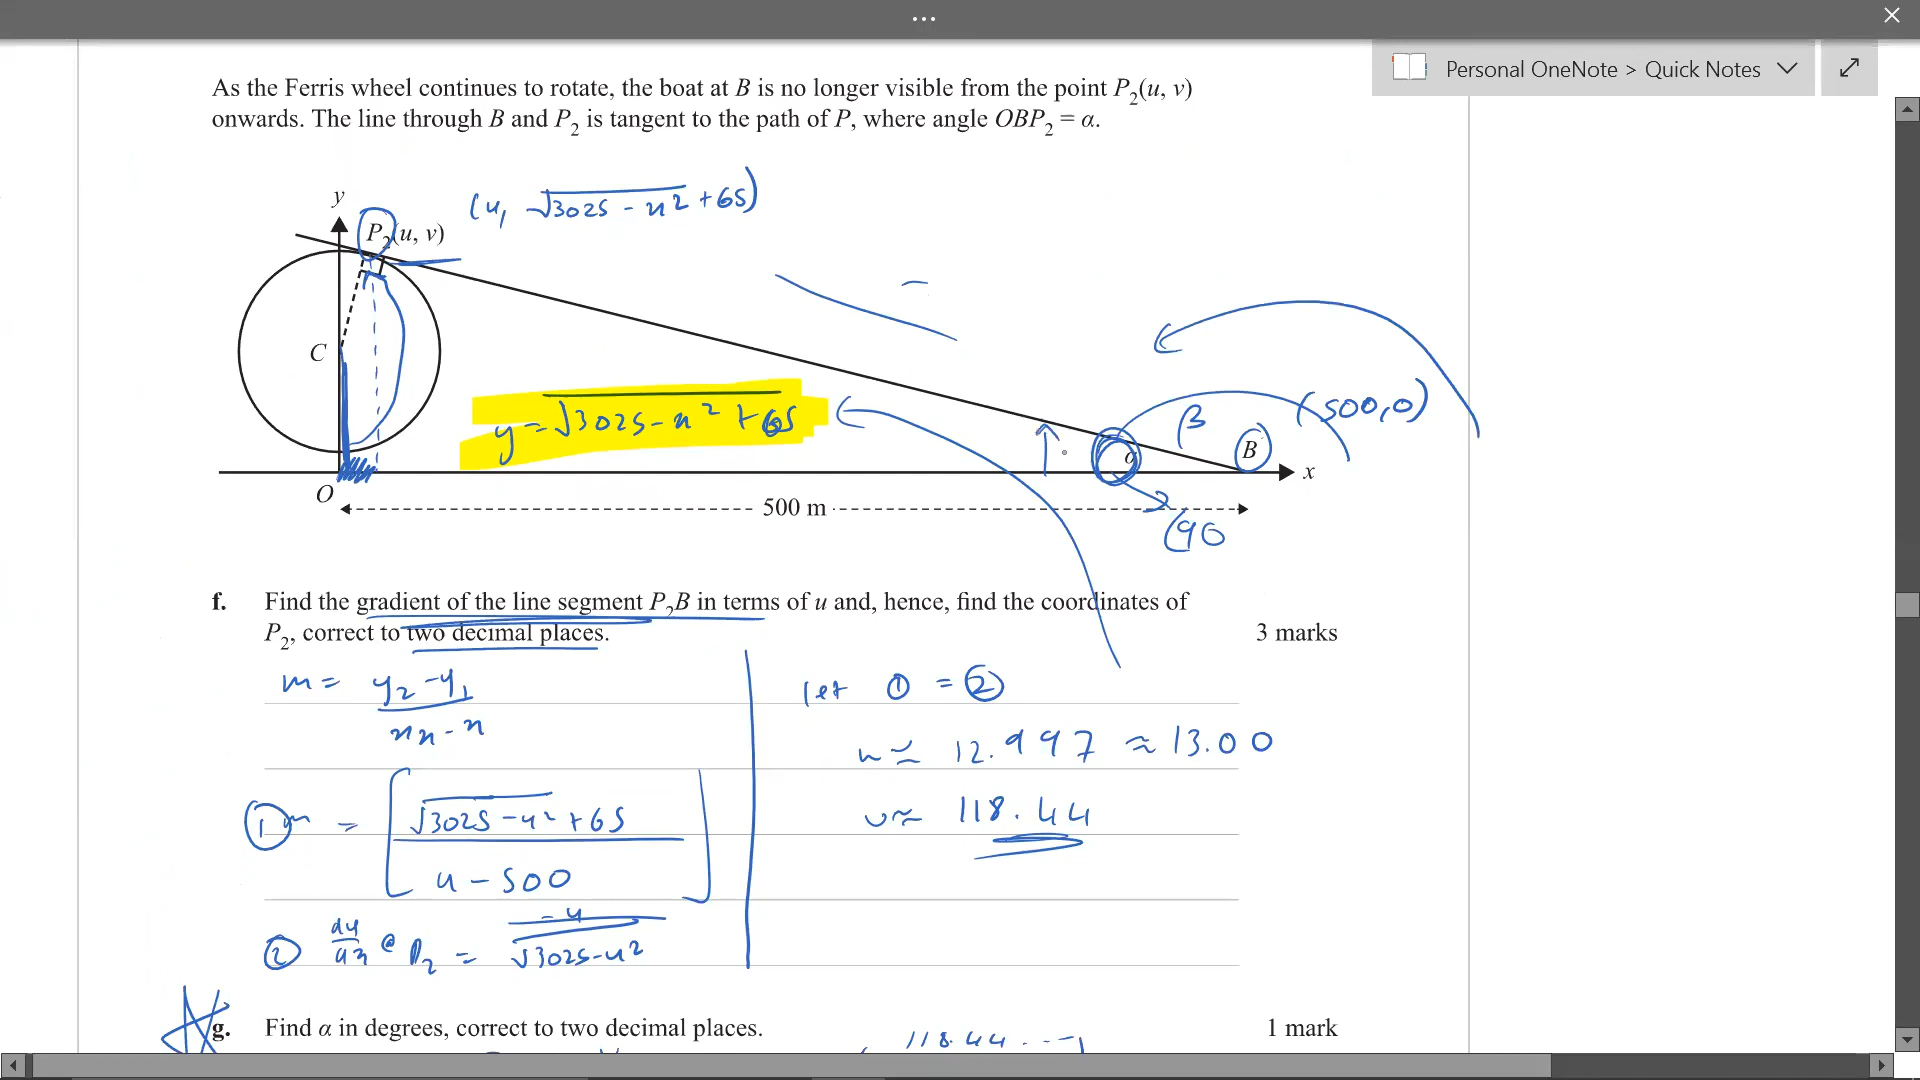 ...
Personal OneNote > Quick Notes
As the Ferris wheel continues to rotate, the boat at B is no longer visible from the point P₂(u, v)
onwards. The line through B and P₂ is tangent to the path of P, where angle OBP₂ = α.
y
(u, √3025 - u² + 65)
P₂(u, v)
C
y = √3025 - x² + 65
β
(500,0)
α
B
x
O
500 m
(90
f. Find the gradient of the line segment P₂B in terms of u and, hence, find the coordinates of
P₂, correct to two decimal places.
3 marks
m = y₂ - y₁
let ① = ②
u ≈ 12.997 ≈ 13.00
① m = √3025 - u² + 65
v ≈ 118.44
u - 500
-u
② dy/dx @ P₂ = √3025 - u²
g. Find α in degrees, correct to two decimal places.
1 mark
118.44...